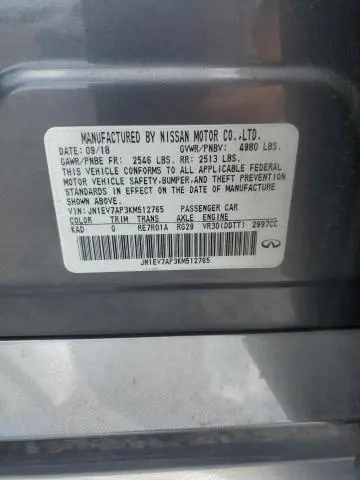 MANUFACTURED BY NISSAN MOTOR CO.,LTD.
DATE: 09/18 GVWR/PNBV: 4980 LBS.
GAWR/PNBE FR: 2546 LBS. RR: 2513 LBS.
THIS VEHICLE CONFORMS TO ALL APPLICABLE FEDERAL
MOTOR VEHICLE SAFETY,BUMPER,AND THEFT PREVENTION
STANDARDS IN EFFECT ON THE DATE OF MANUFACTURE
SHOWN ABOVE.
VIN: JN1EV7AP3KM512765 PASSENGER CAR
COLOR TRIM TRANS AXLE ENGINE
KAD G RE7R01A RG29 VR30(DDTT) 2997CC
JN1EV7AP3KM512765